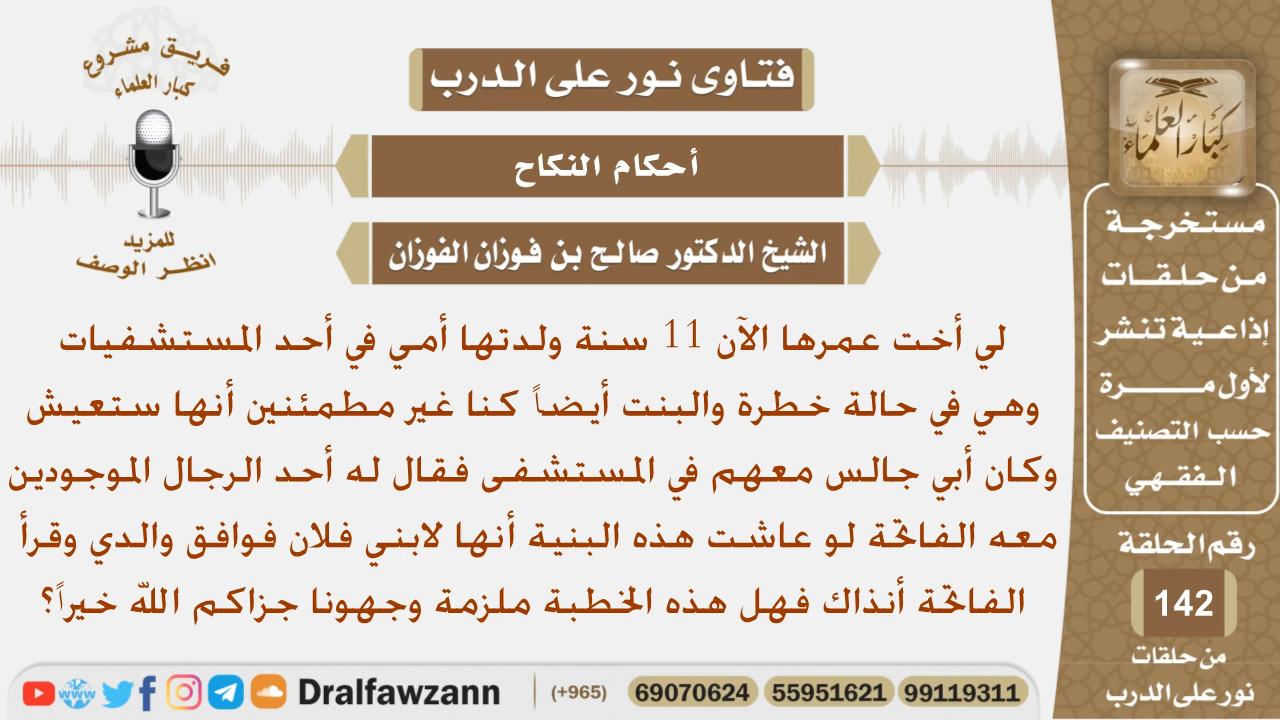 فريق مشروع
كبار العلماء
للمزيد
انظر الوصف
فتاوى نور على الدرب
أحكام النكاح
الشيخ الدكتور صالح بن فوزان الفوزان
لي أخت عمرها الآن 11 سنة ولدتها أمي في أحد المستشفيات
وهي في حالة خطرة والبنت أيضاً كنا غير مطمئنين أنها ستعيش
وكان أبي جالس معهم في المستشفى فقال له أحد الرجال الموجودين
معه الفاتحة لو عاشت هذه البنية أنها لابني فلان فوافق والدي وقرأ
الفاتحة أنذاك فهل هذه الخطبة ملزمة وجهونا جزاكم الله خيراً؟
كبار العلماء
مستخرجة
من حلقات
إذاعية تنشر
لأول مرة
حسب التصنيف
الفقهي
رقم الحلقة
142
من حلقات
نور على الدرب
www
Dralfawzann
(+965)
69070624
55951621
99119311